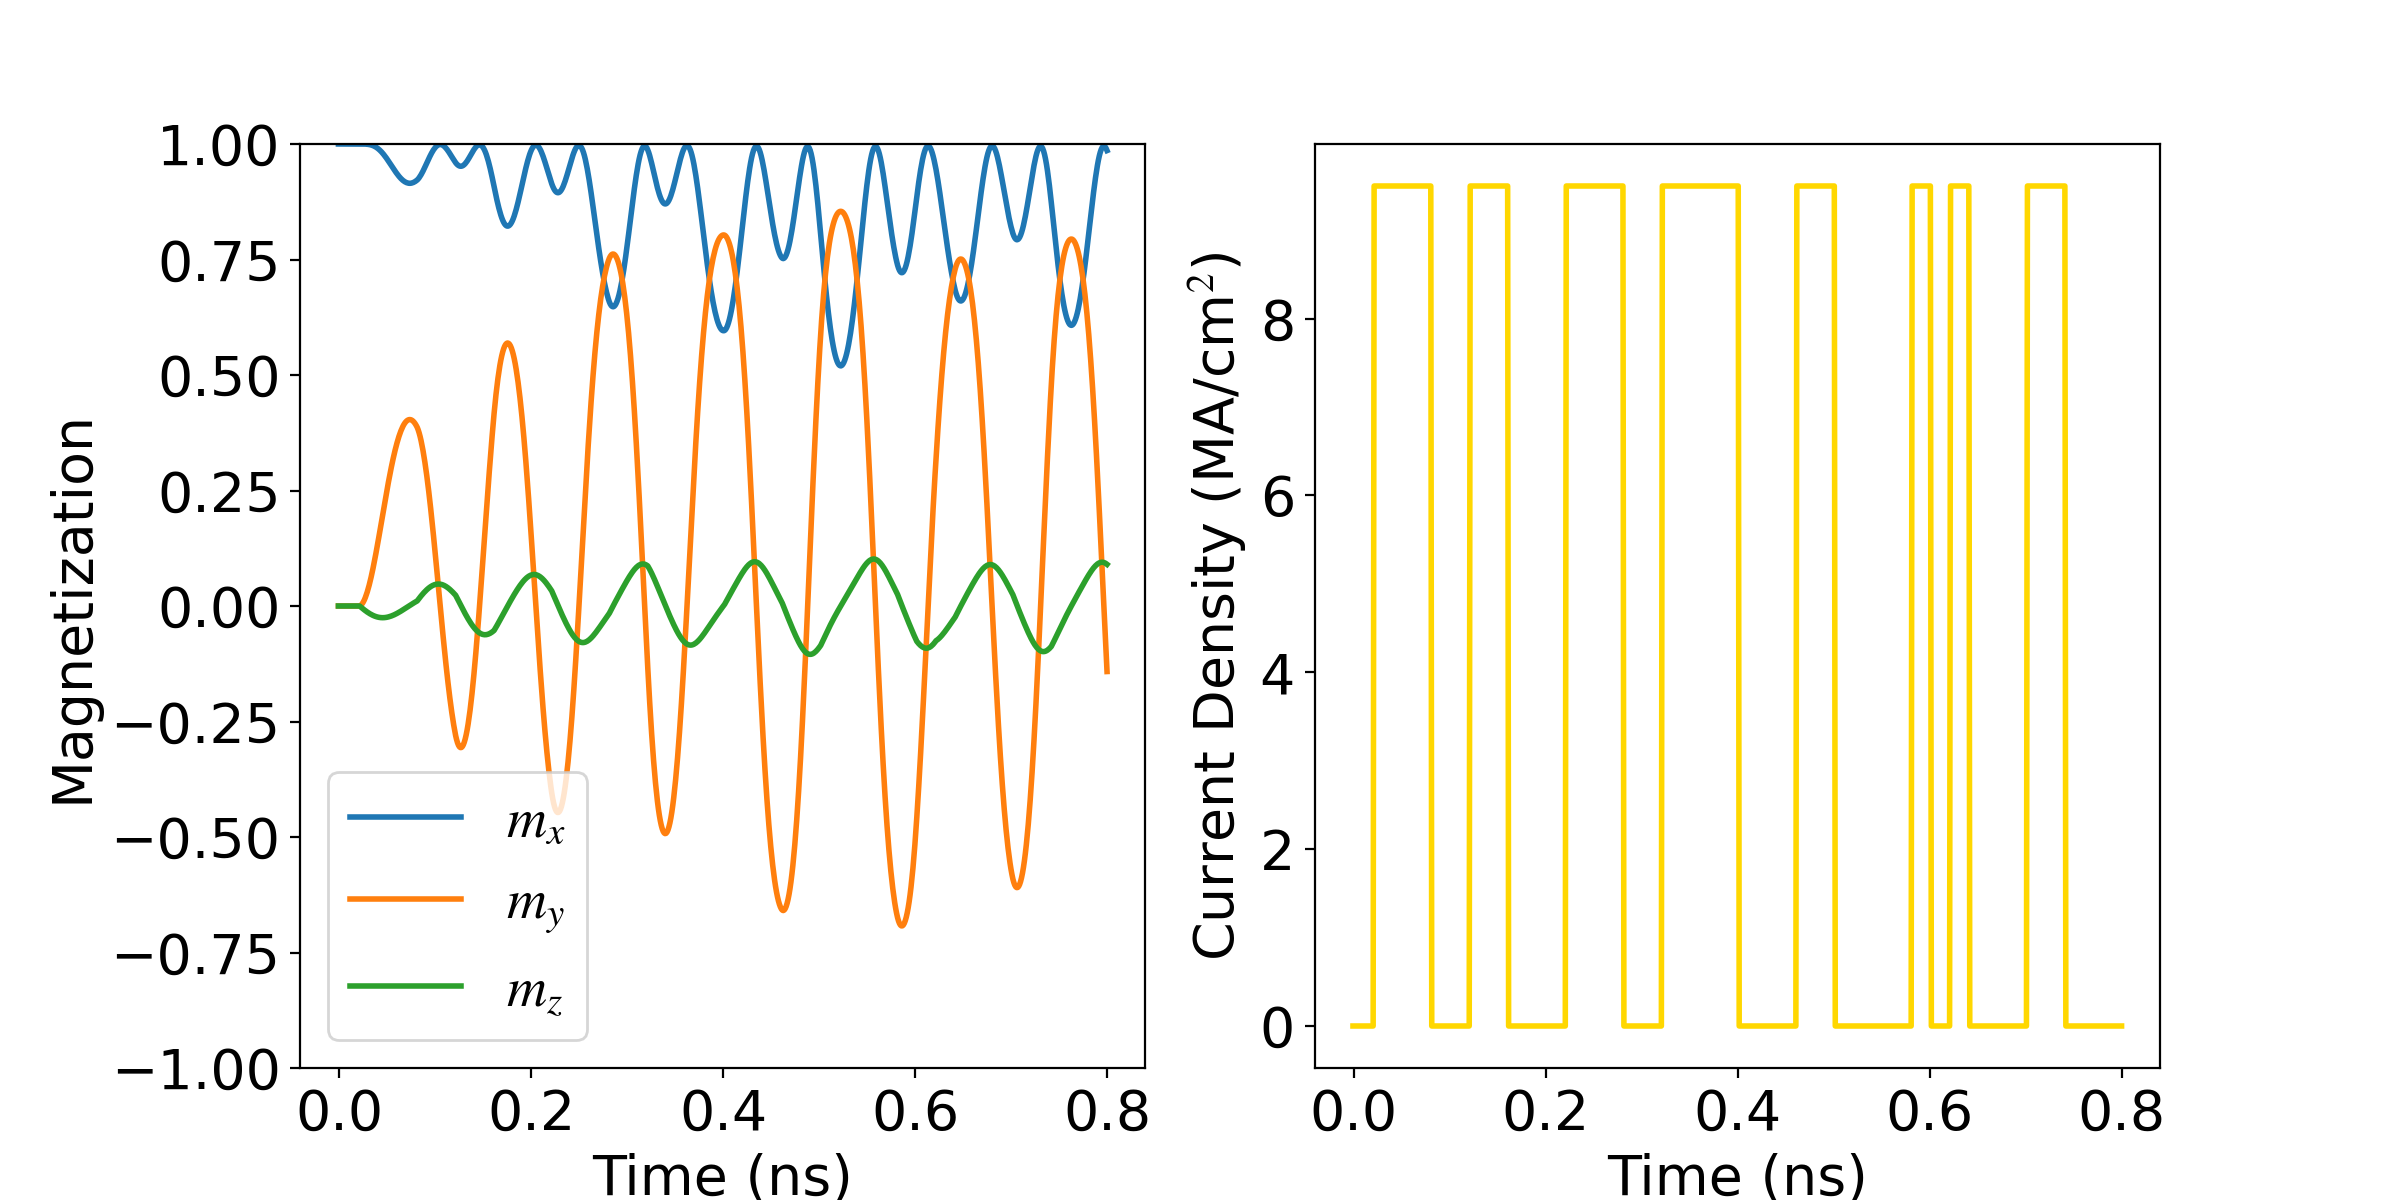 Magnetization
1.00
0.75
0.50
0.25
0.00
−0.25
−0.50
−0.75
−1.00
0.0 0.2 0.4 0.6 0.8
Time (ns)
m_x
m_y
m_z
Current Density (MA/cm²)
8
6
4
2
0
0.0 0.2 0.4 0.6 0.8
Time (ns)